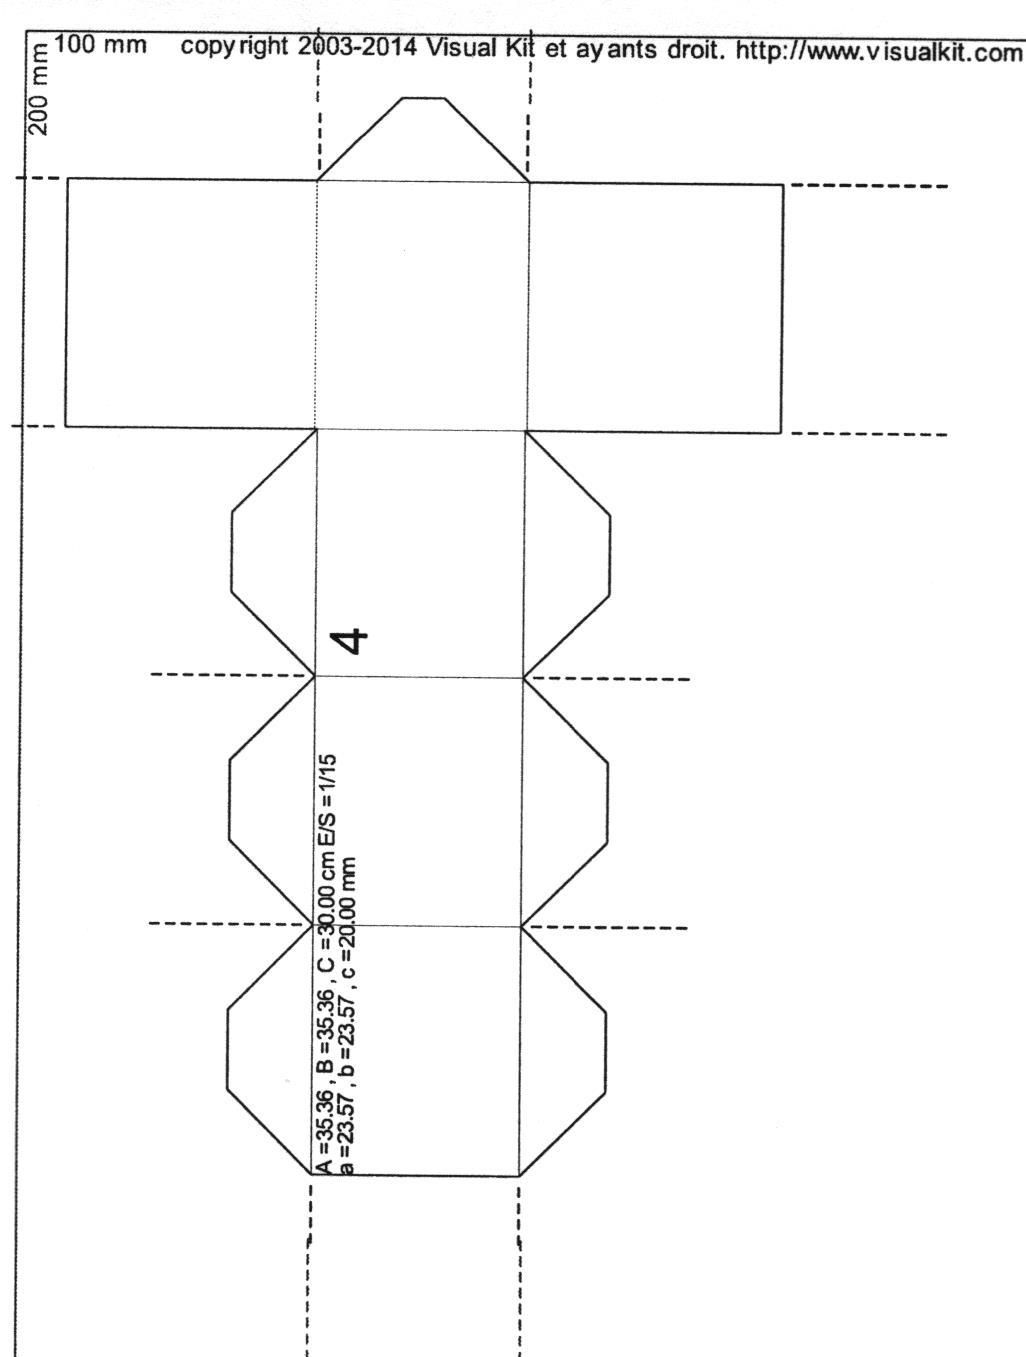 100 mm copyright 2003-2014 Visual Kit et ayants droit. http://www.visualkit.com
200 mm
4
A =35.36 , B =35.36 , C =30.00 cm E/S = 1/15
a =23.57 , b =23.57 , c =20.00 mm